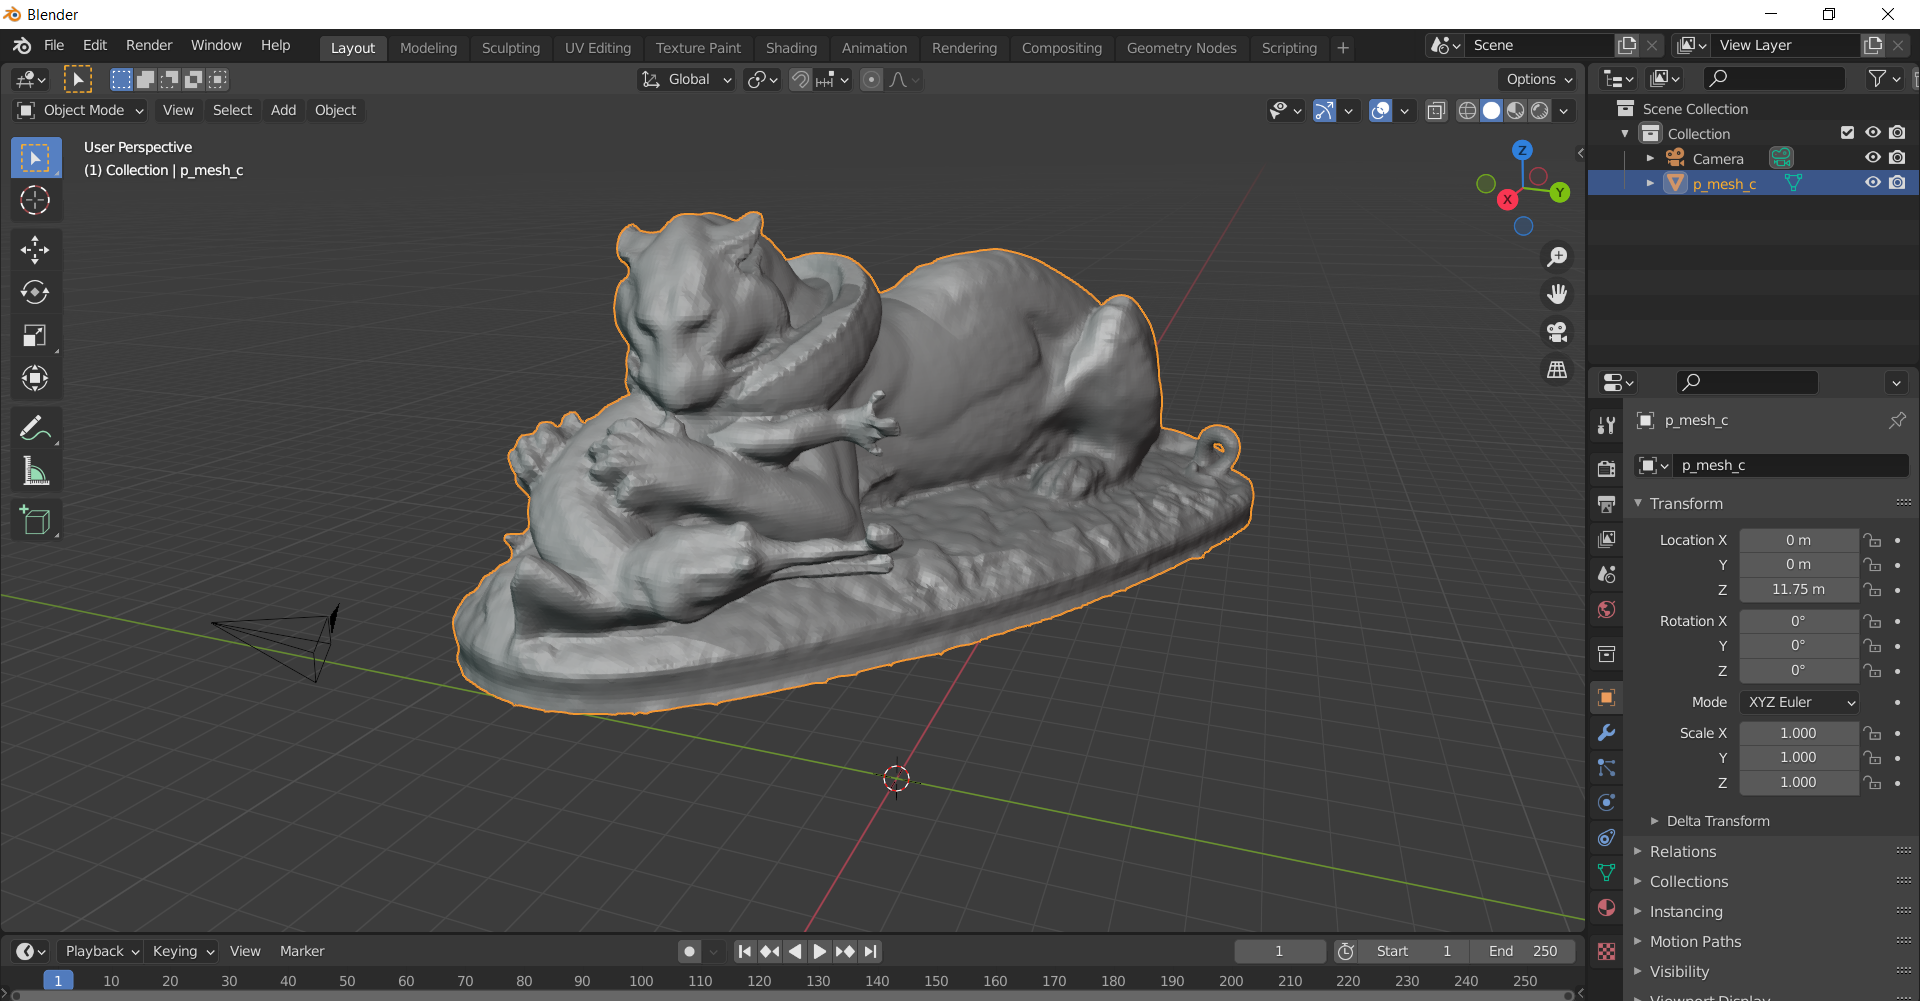 Blender
File Edit Render Window Help Layout Modeling Sculpting UV Editing Texture Paint Shading Animation Rendering Compositing Geometry Nodes Scripting + Scene View Layer
Global Options
Object Mode View Select Add Object
User Perspective
(1) Collection | p_mesh_c
Z
Y
X
Scene Collection
Collection
Camera
p_mesh_c
p_mesh_c
p_mesh_c
Transform
Location X 0 m
Y 0 m
Z 11.75 m
Rotation X 0°
Y 0°
Z 0°
Mode XYZ Euler
Scale X 1.000
Y 1.000
Z 1.000
Delta Transform
Relations
Collections
Instancing
Motion Paths
Visibility
Viewport Display
Playback Keying View Marker 1 Start 1 End 250
1 10 20 30 40 50 60 70 80 90 100 110 120 130 140 150 160 170 180 190 200 210 220 230 240 250